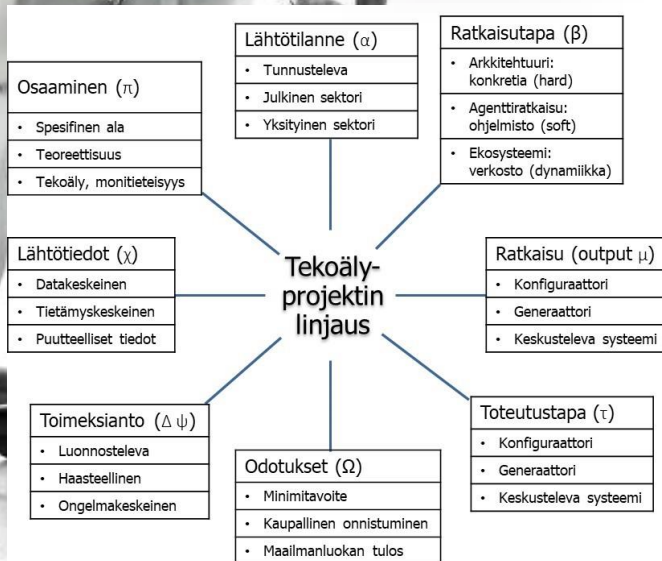 Lähtötilanne (α)
• Tunnusteleva
• Julkinen sektori
• Yksityinen sektori
Ratkaisutapa (β)
• Arkkitehtuuri:
konkretia (hard)
• Agenttiratkaisu:
ohjelmisto (soft)
• Ekosysteemi:
verkosto (dynamiikka)
Osaaminen (π)
• Spesifinen ala
• Teoreettisuus
• Tekoäly, monitieteisyys
Lähtötiedot (χ)
• Datakeskeinen
• Tietämyskeskeinen
• Puutteelliset tiedot
Tekoäly-
projektin
linjaus
Ratkaisu (output μ)
• Konfiguraattori
• Generaattori
• Keskusteleva systeemi
Toimeksianto (Δ ψ)
• Luonnosteleva
• Haasteellinen
• Ongelmakeskeinen
Odotukset (Ω)
• Minimitavoite
• Kaupallinen onnistuminen
• Maailmanluokan tulos
Toteutustapa (τ)
• Konfiguraattori
• Generaattori
• Keskusteleva systeemi